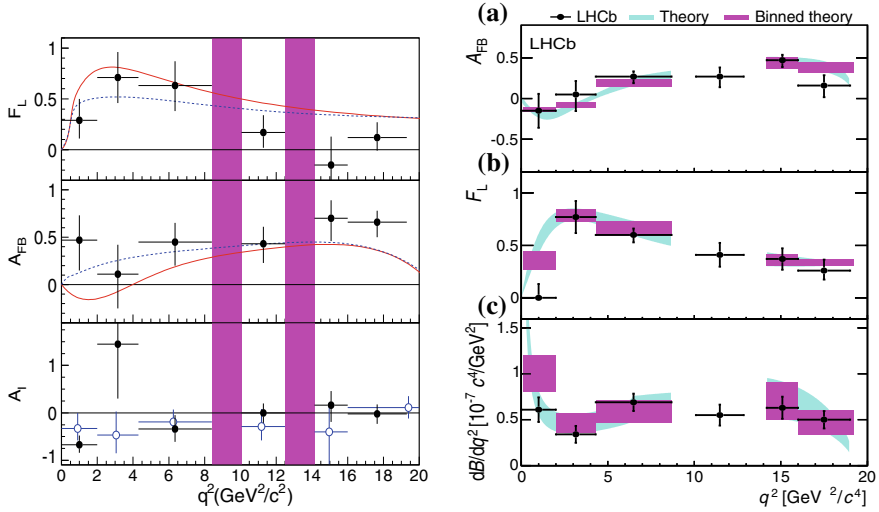 F_L
1
0.5
0
A_FB
1
0.5
0
A_I
1
0
-1
0 2 4 6 8 10 12 14 16 18 20
q²(GeV²/c²)
(a) LHCb Theory Binned theory
A_FB
LHCb
0.5
0
-0.5
(b)
F_L
1
0.5
0
(c)
dB/dq² [10⁻⁷ c⁴/GeV²]
1.5
1
0.5
0
0 5 10 15 20
q² [GeV ²/c⁴]